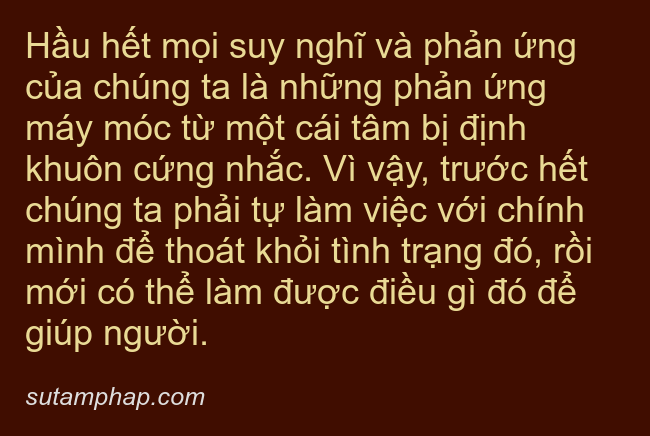 Hầu hết mọi suy nghĩ và phản ứng
của chúng ta là những phản ứng
máy móc từ một cái tâm bị định
khuôn cứng nhắc. Vì vậy, trước hết
chúng ta phải tự làm việc với chính
mình để thoát khỏi tình trạng đó, rồi
mới có thể làm được điều gì đó để
giúp người.
sutamphap.com